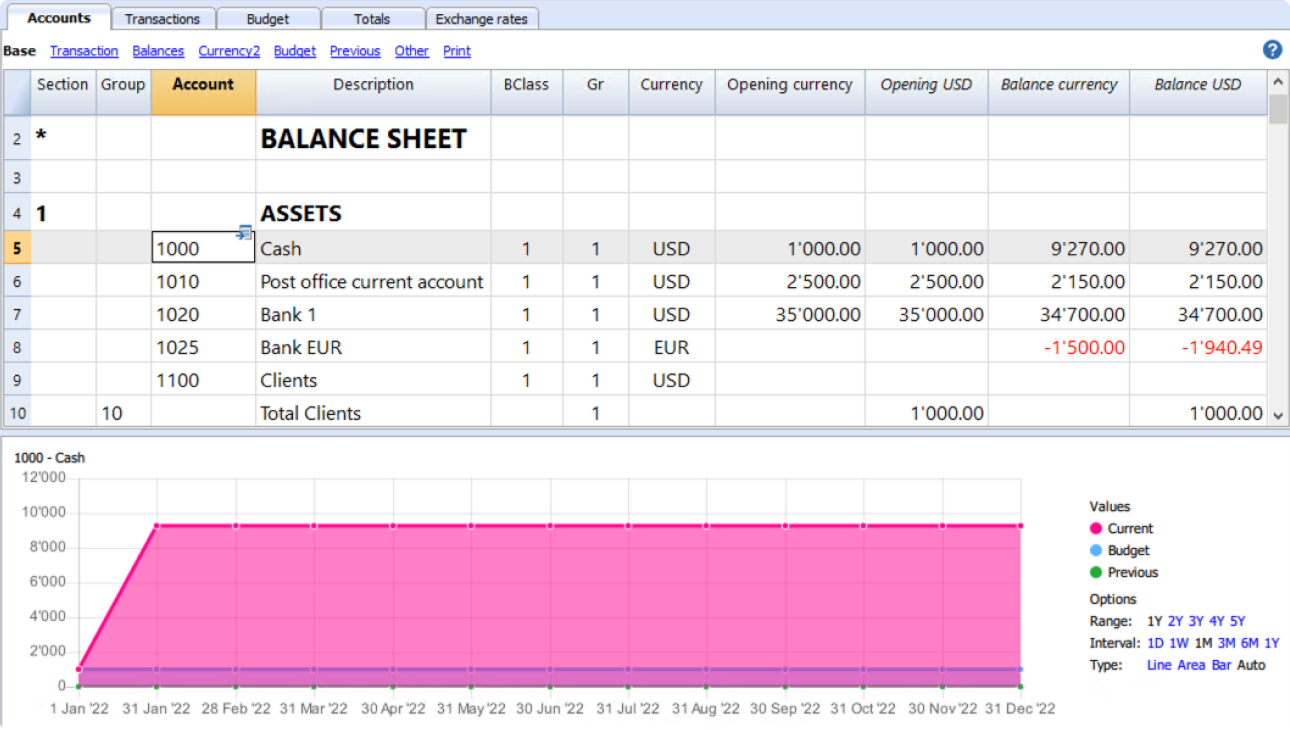 Accounts Transactions Budget Totals Exchange rates
Base Transaction Balances Currency2 Budget Previous Other Print ?
Section Group Account Description BClass Gr Currency Opening currency Opening USD Balance currency Balance USD
2 * BALANCE SHEET
3
4 1 ASSETS
5 1000 Cash 1 1 USD 1'000.00 1'000.00 9'270.00 9'270.00
6 1010 Post office current account 1 1 USD 2'500.00 2'500.00 2'150.00 2'150.00
7 1020 Bank 1 1 1 USD 35'000.00 35'000.00 34'700.00 34'700.00
8 1025 Bank EUR 1 1 EUR -1'500.00 -1'940.49
9 1100 Clients 1 1 USD
10 10 Total Clients 1 1'000.00 1'000.00
1000 - Cash
12'000
10'000
8'000
6'000
4'000
2'000
0
1 Jan '22 31 Jan '22 28 Feb '22 31 Mar '22 30 Apr '22 31 May '22 30 Jun '22 31 Jul '22 31 Aug '22 30 Sep '22 31 Oct '22 30 Nov '22 31 Dec '22
Values
Current
Budget
Previous
Options
Range: 1Y 2Y 3Y 4Y 5Y
Interval: 1D 1W 1M 3M 6M 1Y
Type: Line Area Bar Auto